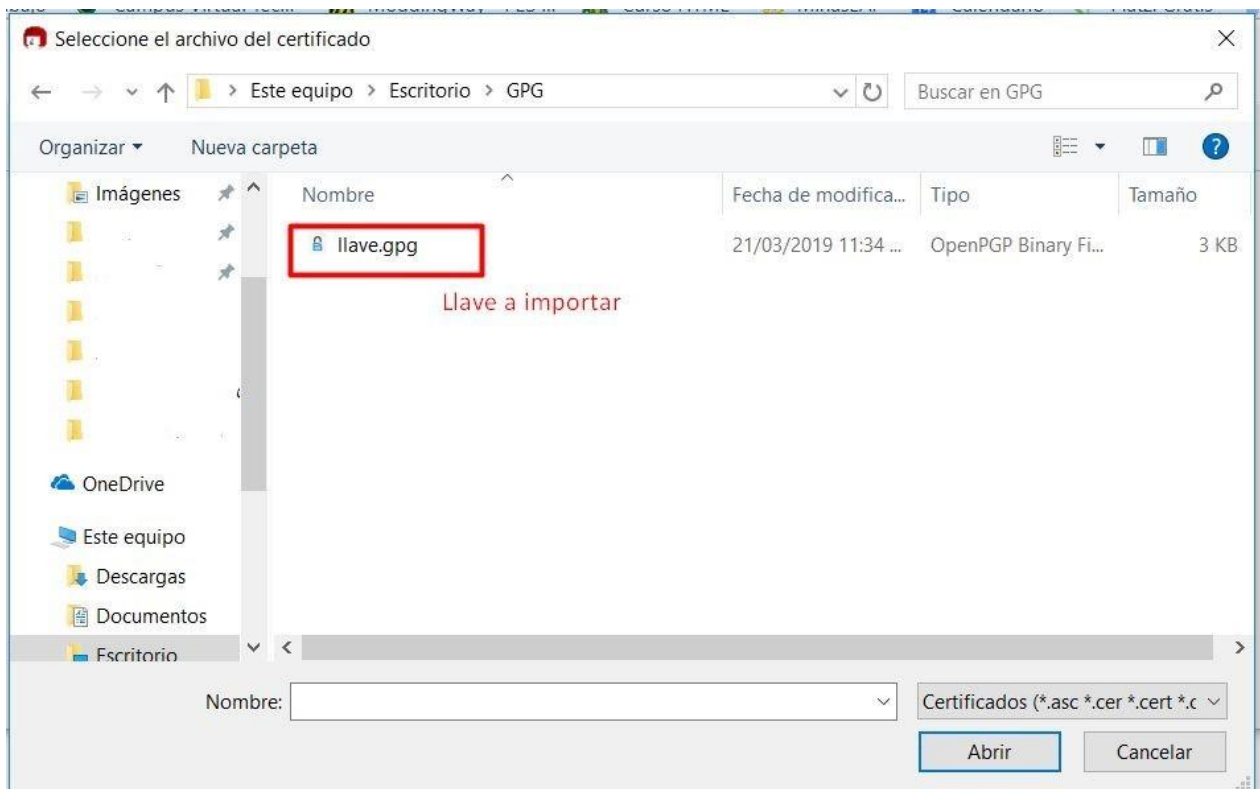 Seleccione el archivo del certificado
Este equipo > Escritorio > GPG
Buscar en GPG
Organizar
Nueva carpeta
Imágenes
Nombre
Fecha de modifica...
Tipo
Tamaño
llave.gpg
21/03/2019 11:34 ...
OpenPGP Binary Fi...
3 KB
Llave a importar
OneDrive
Este equipo
Descargas
Documentos
Escritorio
Nombre:
Certificados (*.asc *.cer *.cert *.c
Abrir
Cancelar